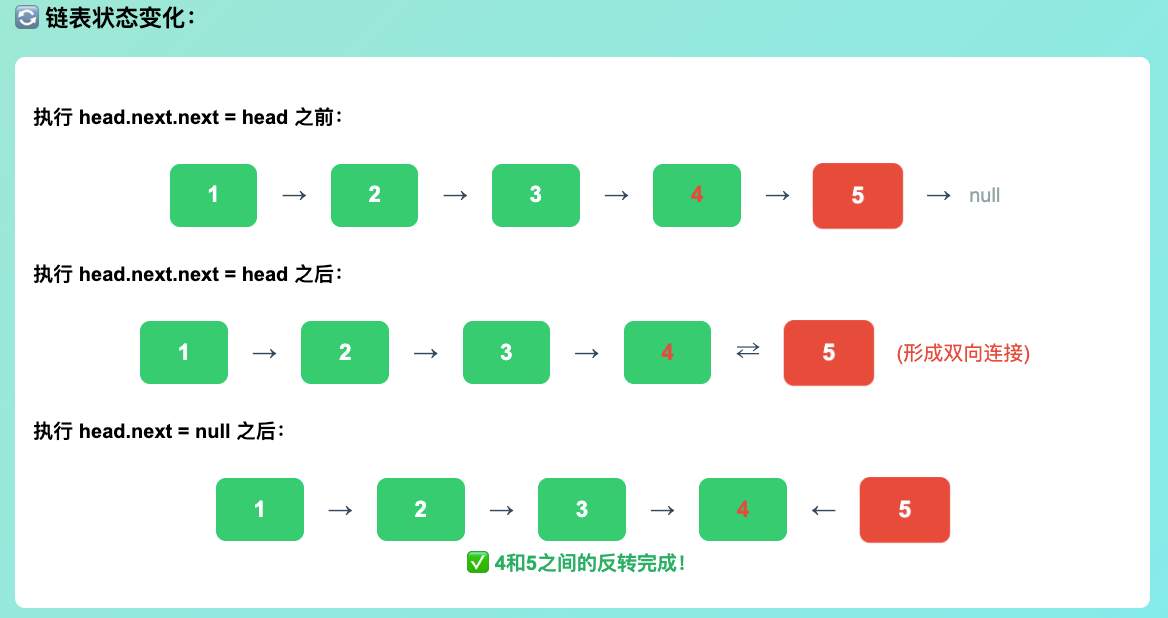 🔄 链表状态变化：
执行 head.next.next = head 之前：
1 → 2 → 3 → 4 → 5 → null
执行 head.next.next = head 之后：
1 → 2 → 3 → 4 ⇄ 5 (形成双向连接)
执行 head.next = null 之后：
1 → 2 → 3 → 4 ← 5
✅ 4和5之间的反转完成！